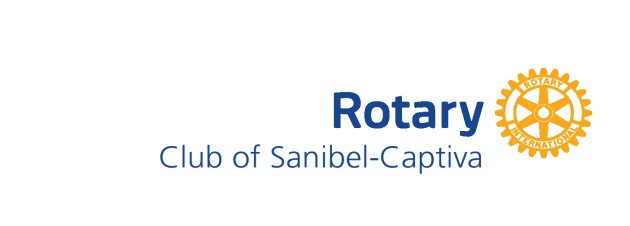 Rotary
Club of Sanibel-Captiva
ROTARY
INTERNATIONAL